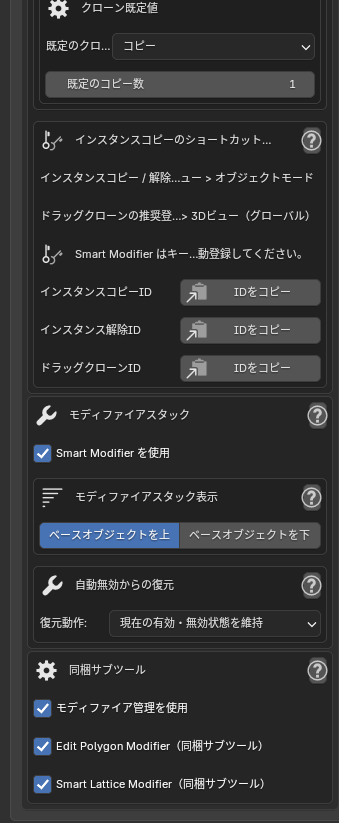 クローン既定値
既定のクロ... コピー
既定のコピー数 1
インスタンスコピーのショートカット...
インスタンスコピー / 解除...ュー > オブジェクトモード
ドラッグクローンの推奨登...> 3Dビュー（グローバル）
Smart Modifier はキー...動登録してください。
インスタンスコピーID IDをコピー
インスタンス解除ID IDをコピー
ドラッグクローンID IDをコピー
モディファイアスタック
Smart Modifier を使用
モディファイアスタック表示
ベースオブジェクトを上 ベースオブジェクトを下
自動無効からの復元
復元動作: 現在の有効・無効状態を維持
同梱サブツール
モディファイア管理を使用
Edit Polygon Modifier（同梱サブツール）
Smart Lattice Modifier（同梱サブツール）